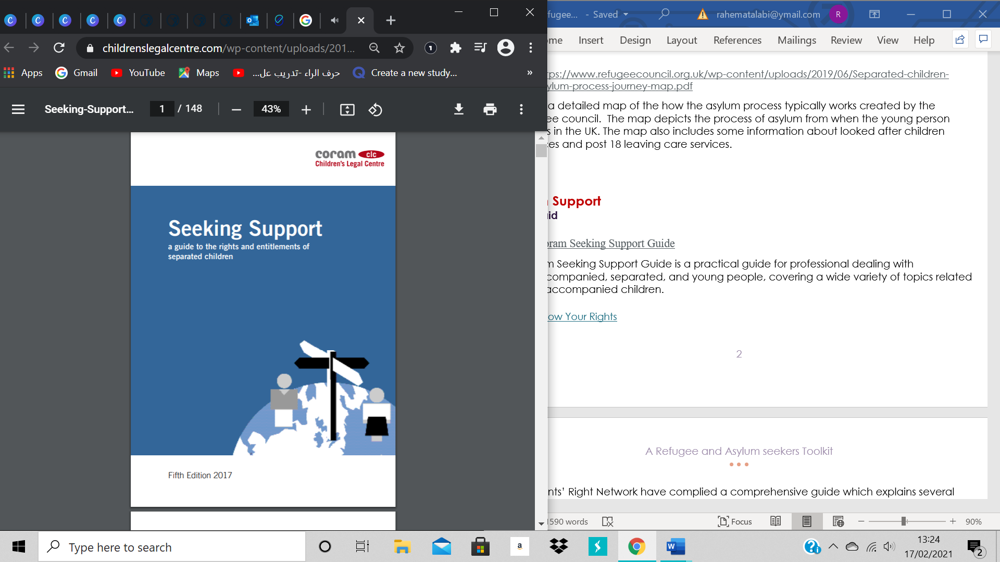 childrenslegalcentre.com/wp-content/uploads/201...
1
Apps
Gmail
YouTube
Maps
حرف الراء -تدريب عل...
Create a new study...
»
Seeking-Support...
1 / 148
43%
coram clc
Children's Legal Centre
Seeking Support
a guide to the rights and entitlements of
separated children
Fifth Edition 2017
fugee... - Saved
rahematalabi@ymail.com
R
me
Insert
Design
Layout
References
Mailings
Review
View
Help
tps://www.refugeecouncil.org.uk/wp-content/uploads/2019/06/Separated-children-
ylum-process-journey-map.pdf
a detailed map of the how the asylum process typically works created by the
ee council. The map depicts the process of asylum from when the young person
s in the UK. The map also includes some information about looked after children
es and post 18 leaving care services.
Support
id
oram Seeking Support Guide
m Seeking Support Guide is a practical guide for professional dealing with
companied, separated, and young people, covering a wide variety of topics related
accompanied children.
ow Your Rights
2
A Refugee and Asylum seekers Toolkit
nts' Right Network have complied a comprehensive guide which explains several
1590 words
Focus
90%
Type here to search
a
W
13:24
17/02/2021
2